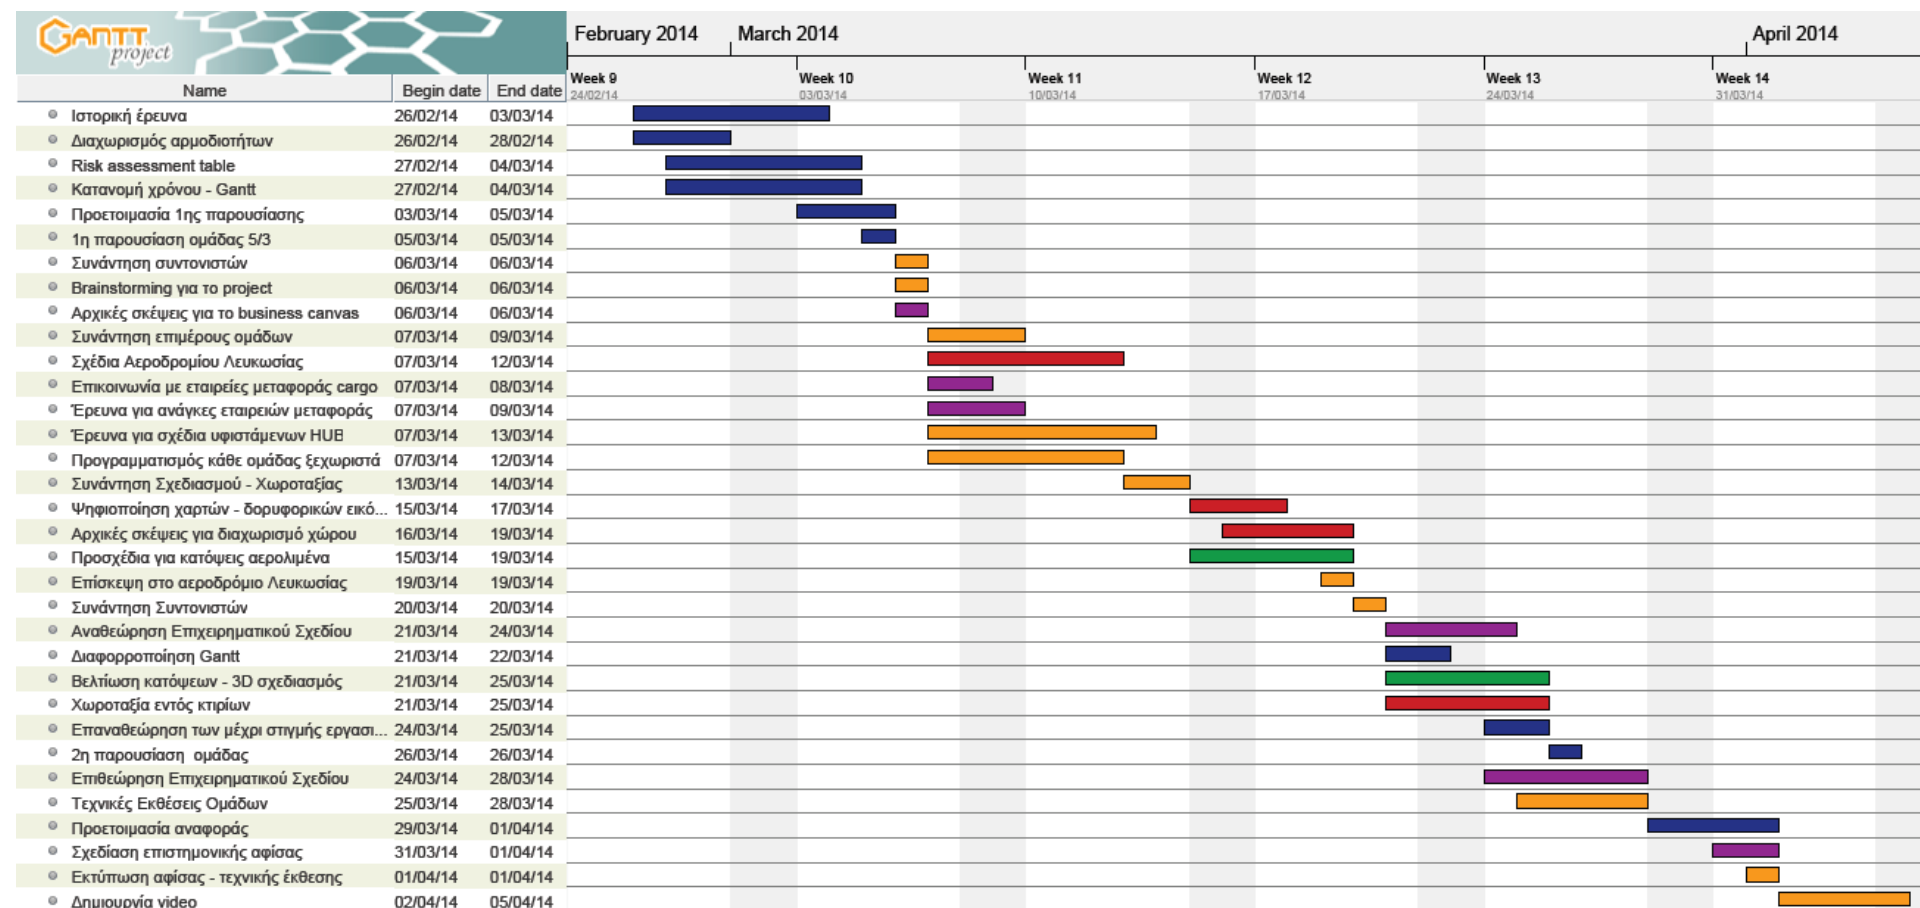 GANTT
project
February 2014 March 2014 April 2014
Week 9 Week 10 Week 11 Week 12 Week 13 Week 14
24/02/14 03/03/14 10/03/14 17/03/14 24/03/14 31/03/14
Name Begin date End date
Ιστορική έρευνα 26/02/14 03/03/14
Διαχωρισμός αρμοδιοτήτων 26/02/14 28/02/14
Risk assessment table 27/02/14 04/03/14
Κατανομή χρόνου - Gantt 27/02/14 04/03/14
Προετοιμασία 1ης παρουσίασης 03/03/14 05/03/14
1η παρουσίαση ομάδας 5/3 05/03/14 05/03/14
Συνάντηση συντονιστών 06/03/14 06/03/14
Brainstorming για το project 06/03/14 06/03/14
Αρχικές σκέψεις για το business canvas 06/03/14 06/03/14
Συνάντηση επιμέρους ομάδων 07/03/14 09/03/14
Σχέδια Αεροδρομίου Λευκωσίας 07/03/14 12/03/14
Επικοινωνία με εταιρείες μεταφοράς cargo 07/03/14 08/03/14
Έρευνα για ανάγκες εταιρειών μεταφοράς 07/03/14 09/03/14
Έρευνα για σχέδια υφιστάμενων HUB 07/03/14 13/03/14
Προγραμματισμός κάθε ομάδας ξεχωριστά 07/03/14 12/03/14
Συνάντηση Σχεδιασμού - Χωροταξίας 13/03/14 14/03/14
Ψηφιοποίηση χαρτών - δορυφορικών εικό... 15/03/14 17/03/14
Αρχικές σκέψεις για διαχωρισμό χώρου 16/03/14 19/03/14
Προσχέδια για κατόψεις αερολιμένα 15/03/14 19/03/14
Επίσκεψη στο αεροδρόμιο Λευκωσίας 19/03/14 19/03/14
Συνάντηση Συντονιστών 20/03/14 20/03/14
Αναθεώρηση Επιχειρηματικού Σχεδίου 21/03/14 24/03/14
Διαφορροποίηση Gantt 21/03/14 22/03/14
Βελτίωση κατόψεων - 3D σχεδιασμός 21/03/14 25/03/14
Χωροταξία εντός κτιρίων 21/03/14 25/03/14
Επαναθεώρηση των μέχρι στιγμής εργασι... 24/03/14 25/03/14
2η παρουσίαση ομάδας 26/03/14 26/03/14
Επιθεώρηση Επιχειρηματικού Σχεδίου 24/03/14 28/03/14
Τεχνικές Εκθέσεις Ομάδων 25/03/14 28/03/14
Προετοιμασία αναφοράς 29/03/14 01/04/14
Σχεδίαση επιστημονικής αφίσας 31/03/14 01/04/14
Εκτύπωση αφίσας - τεχνικής έκθεσης 01/04/14 01/04/14
Δημιουργία video 02/04/14 05/04/14